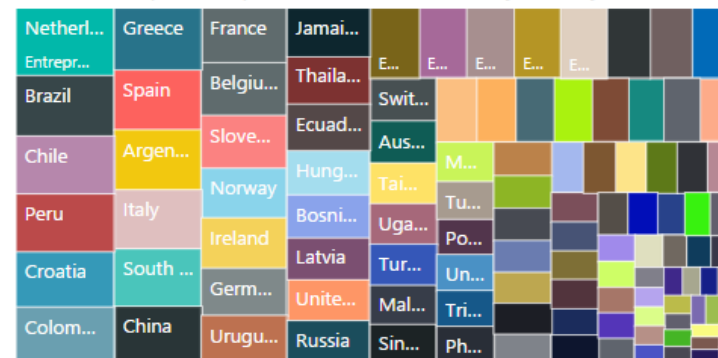 Netherl...
Entrepr...
Brazil
Chile
Peru
Croatia
Colom...
Greece
Spain
Argen...
Italy
South ...
China
France
Belgiu...
Slove...
Norway
Ireland
Germ...
Urugu...
Jamai...
Thaila...
Ecuad...
Hung...
Bosni...
Latvia
Unite...
Russia
E...
E...
E...
E...
E...
Swit...
Aus...
Tai...
Uga...
Tur...
Mal...
Sin...
M...
Tu...
Po...
Un...
Tri...
Ph...